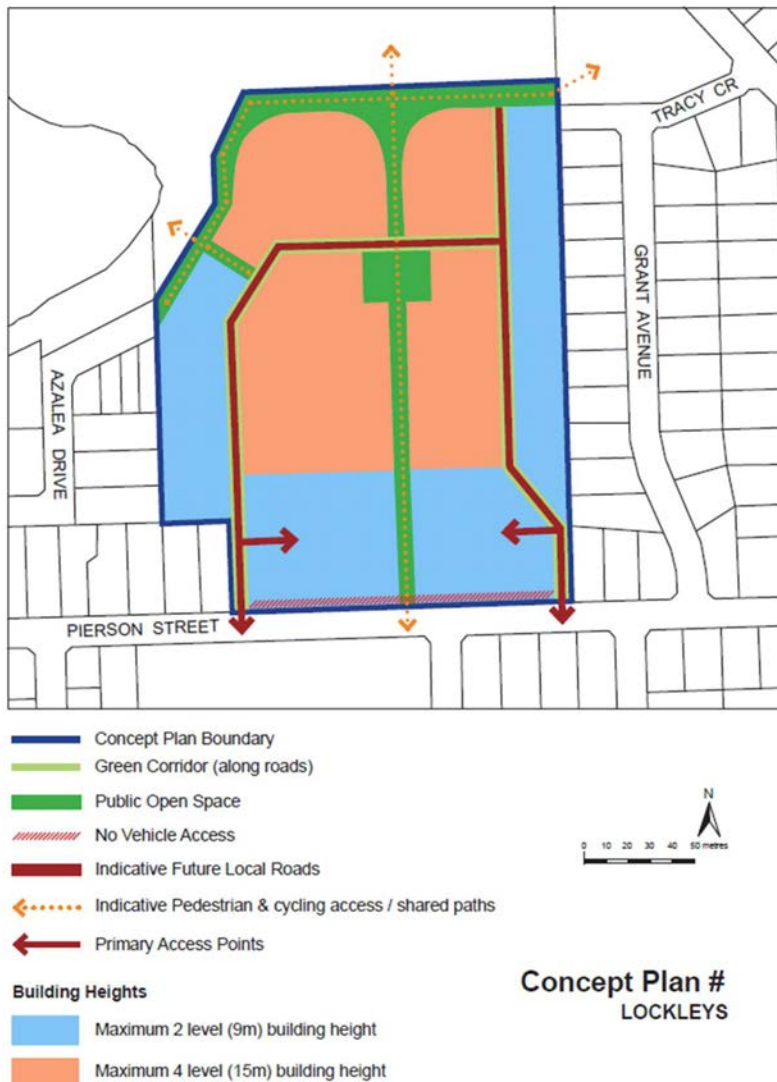 TRACY CR
GRANT AVENUE
AZALEA DRIVE
PIERSON STREET
Concept Plan Boundary
Green Corridor (along roads)
Public Open Space
No Vehicle Access
Indicative Future Local Roads
Indicative Pedestrian & cycling access / shared paths
Primary Access Points
N
0 10 20 30 40 50 metres
Building Heights
Maximum 2 level (9m) building height
Maximum 4 level (15m) building height
Concept Plan #
LOCKLEYS